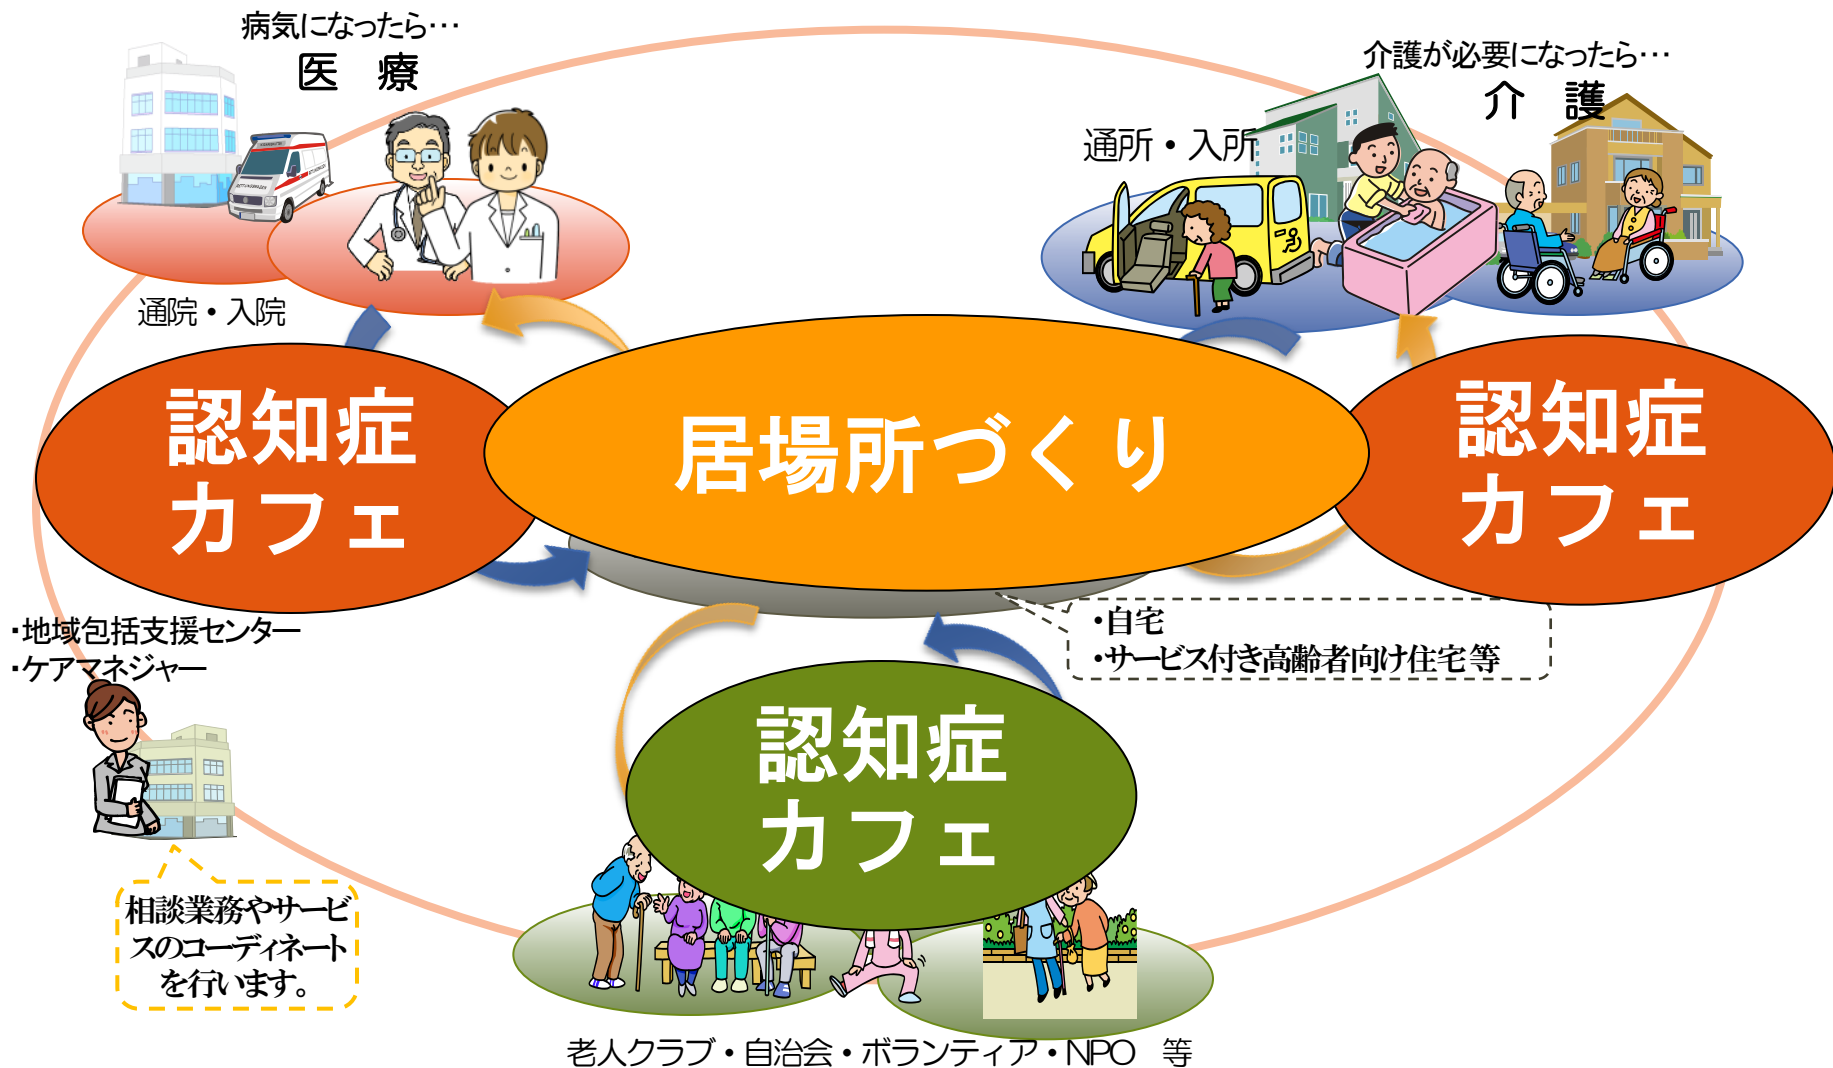 病気になったら…
医　療
通院・入院
介護が必要になったら…
介　護
通所・入所
認知症
カフェ
居場所づくり
認知症
カフェ
・自宅
・サービス付き高齢者向け住宅等
・地域包括支援センター
・ケアマネジャー
認知症
カフェ
相談業務やサービ
スのコーディネート
を行います。
老人クラブ・自治会・ボランティア・NPO　等